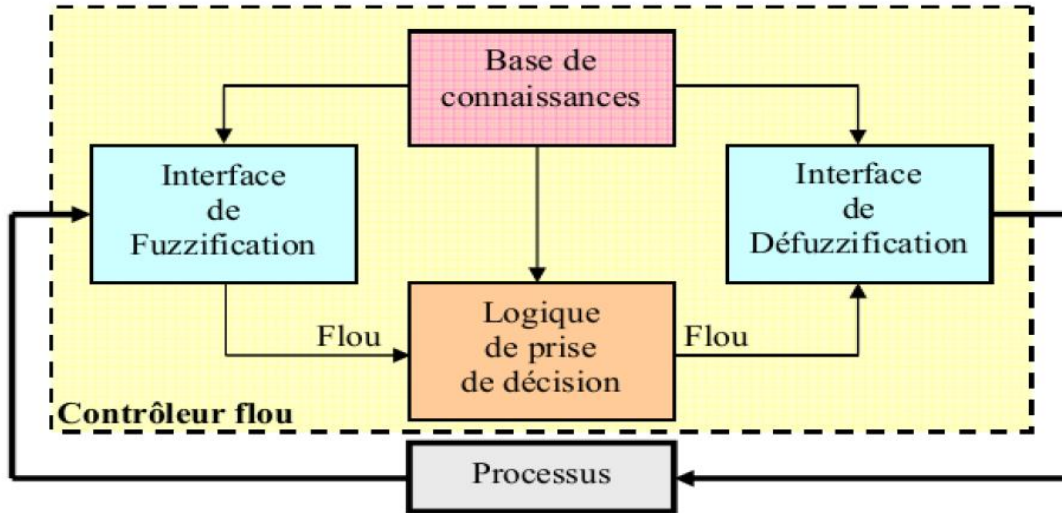 Base de
connaissances
Interface
de
Fuzzification
Interface
de
Défuzzification
Flou
Logique
de prise
de décision
Flou
Contrôleur flou
Processus